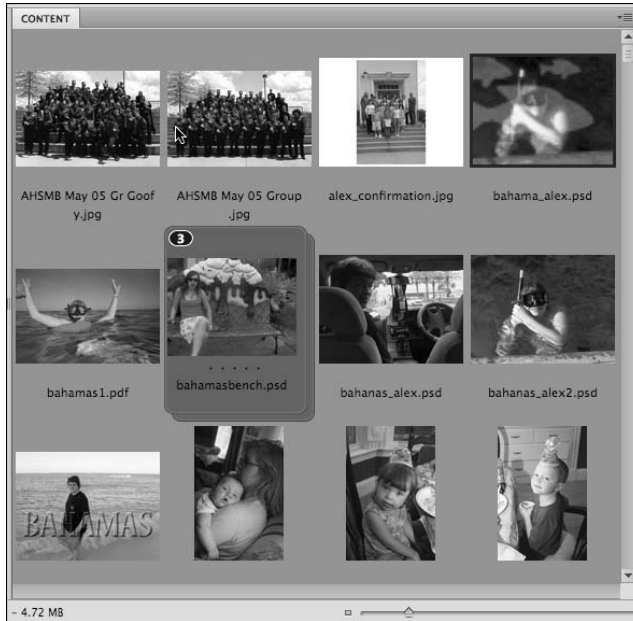 CONTENT
AHSMB May 05 Gr Goof
y.jpg
AHSMB May 05 Group
.jpg
alex_confirmation.jpg
bahama_alex.psd
3
bahamas1.pdf
bahamasbench.psd
bahanas_alex.psd
bahanas_alex2.psd
BAHAMAS
- 4.72 MB